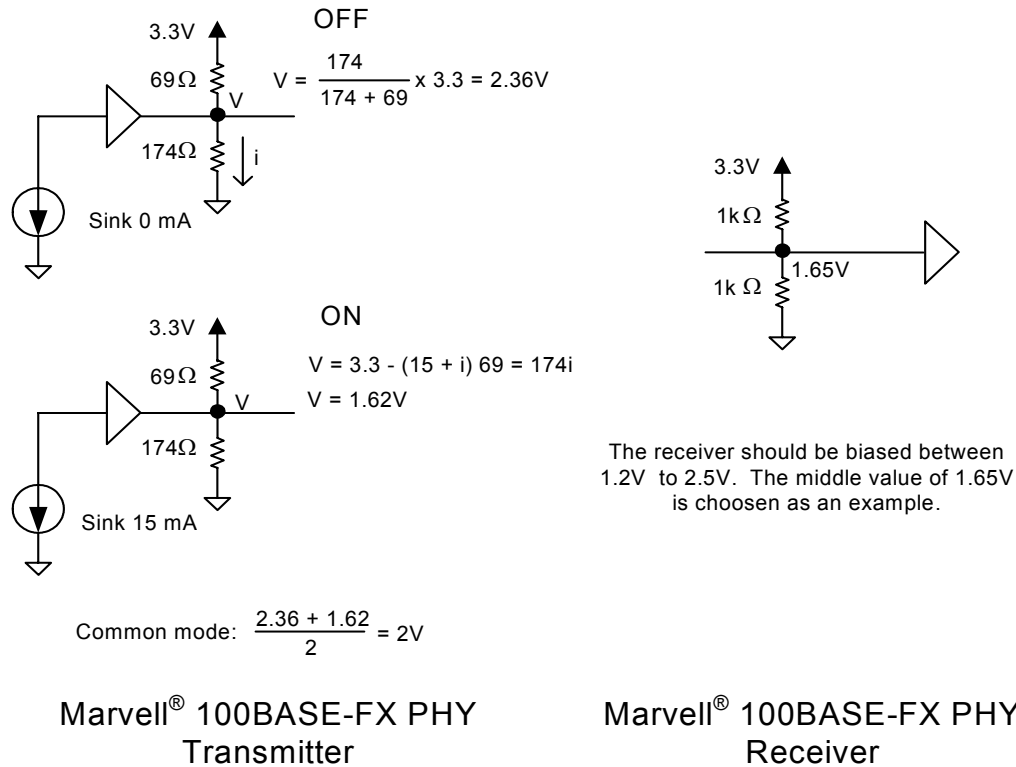 OFF
3.3V
69Ω
V = 174 / 174 + 69 x 3.3 = 2.36V
V
174Ω
i
Sink 0 mA
ON
3.3V
69Ω
V = 3.3 - (15 + i) 69 = 174i
V = 1.62V
V
174Ω
Sink 15 mA
Common mode: 2.36 + 1.62 / 2 = 2V
Marvell® 100BASE-FX PHY
Transmitter
3.3V
1kΩ
1.65V
1k Ω
The receiver should be biased between
1.2V to 2.5V. The middle value of 1.65V
is choosen as an example.
Marvell® 100BASE-FX PHY
Receiver